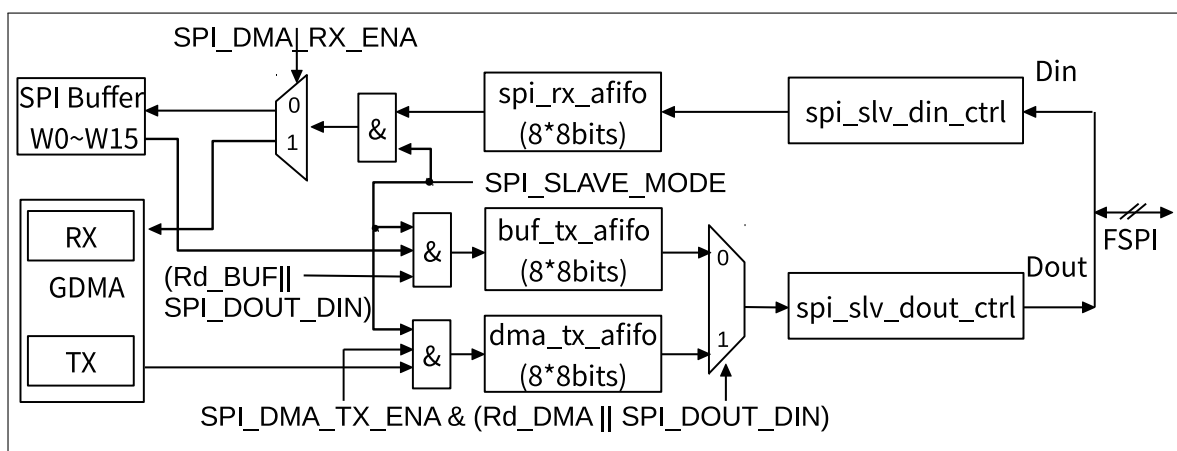 SPI_DMA_RX_ENA
Din
SPI Buffer
W0~W15
0
1
&
spi_rx_afifo
(8*8bits)
spi_slv_din_ctrl
SPI_SLAVE_MODE
RX
GDMA
TX
&
buf_tx_afifo
(8*8bits)
0
1
FSPI
(Rd_BUF||
SPI_DOUT_DIN)
Dout
spi_slv_dout_ctrl
&
dma_tx_afifo
(8*8bits)
SPI_DMA_TX_ENA & (Rd_DMA || SPI_DOUT_DIN)